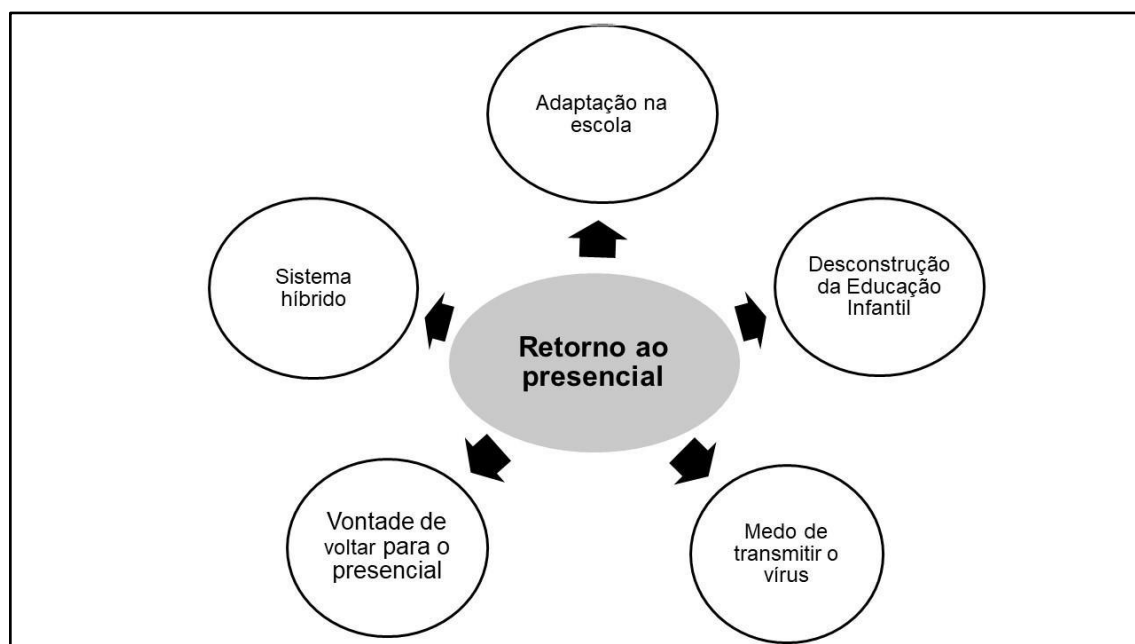 Adaptação na
escola
Sistema
híbrido
Desconstrução
da Educação
Infantil
Retorno ao
presencial
Vontade de
voltar para o
presencial
Medo de
transmitir o
vírus